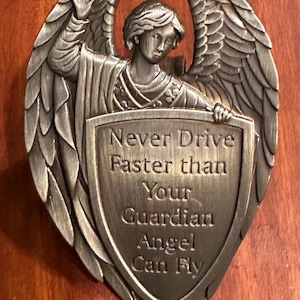 Never Drive
Faster than
Your
Guardian
Angel
Can Fly